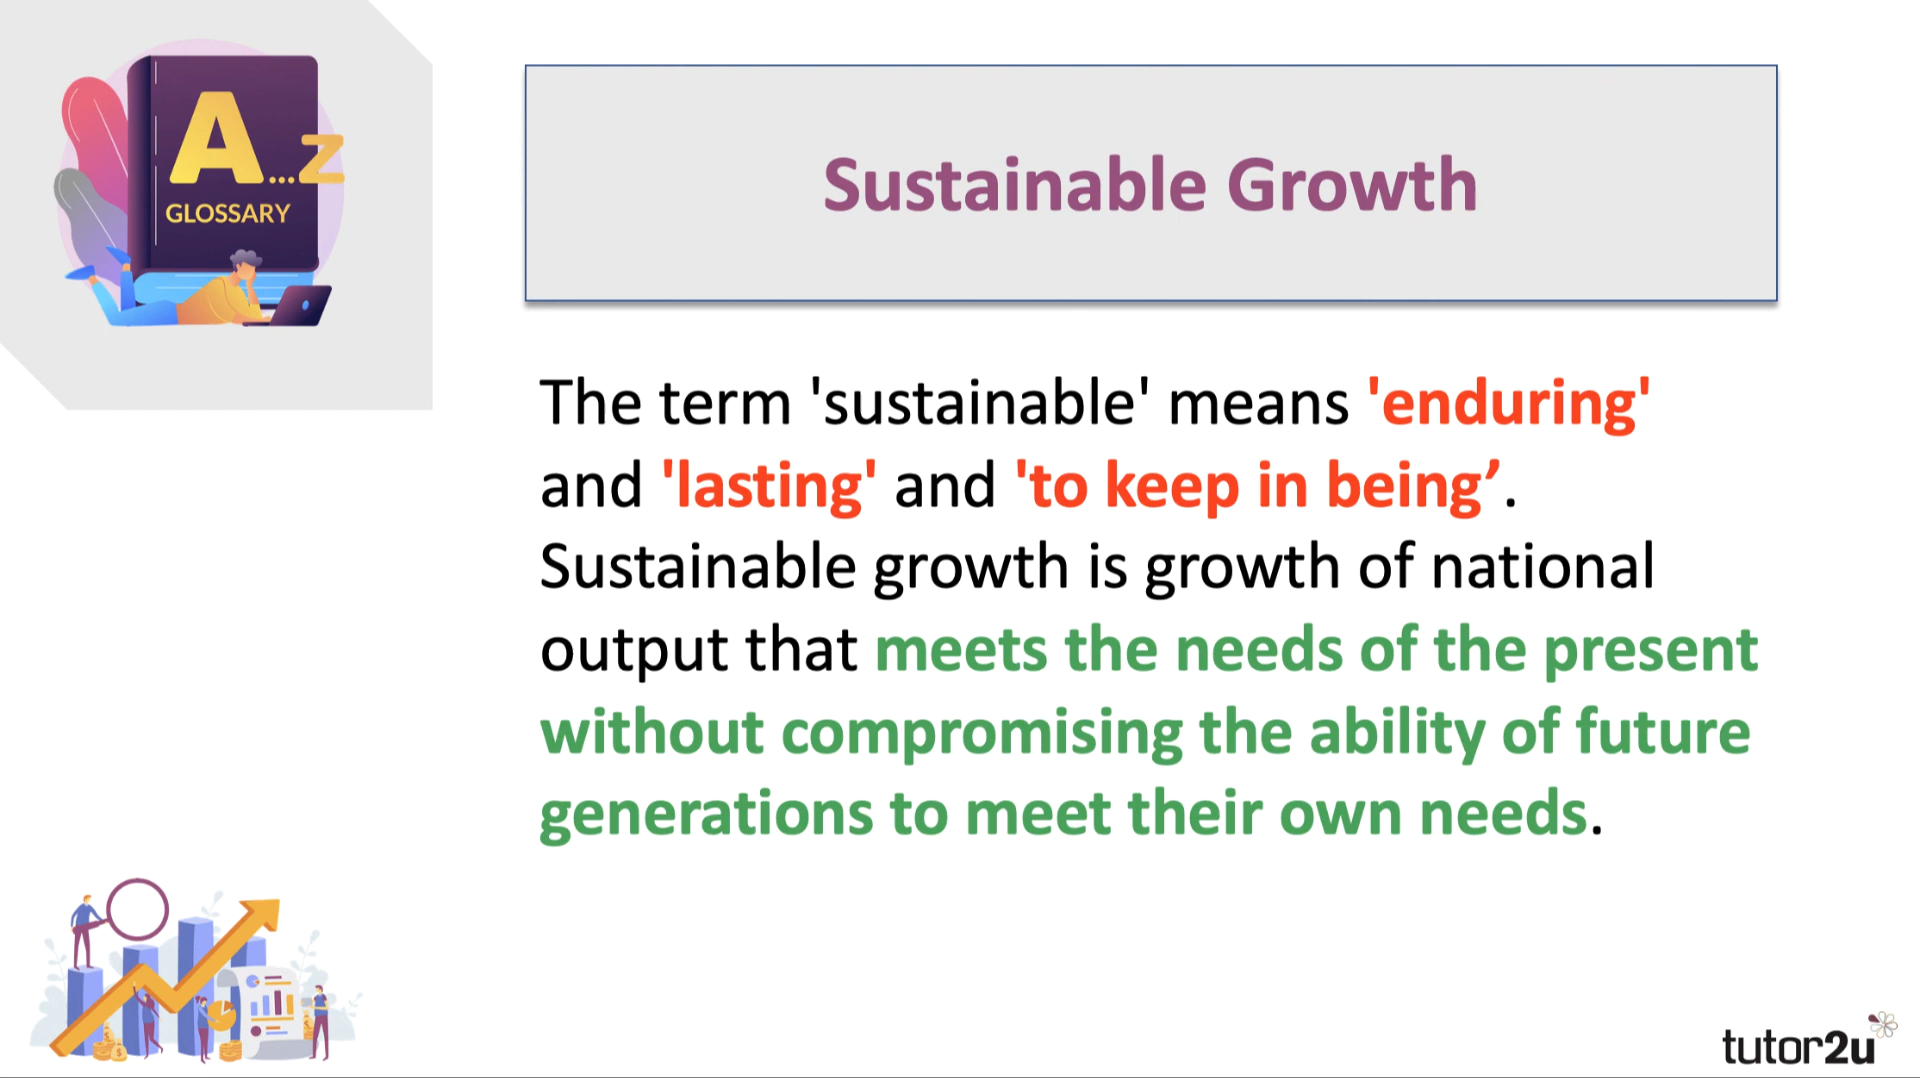 A...Z
GLOSSARY
Sustainable Growth
The term 'sustainable' means 'enduring'
and 'lasting' and 'to keep in being’.
Sustainable growth is growth of national
output that meets the needs of the present
without compromising the ability of future
generations to meet their own needs.
tutor2u